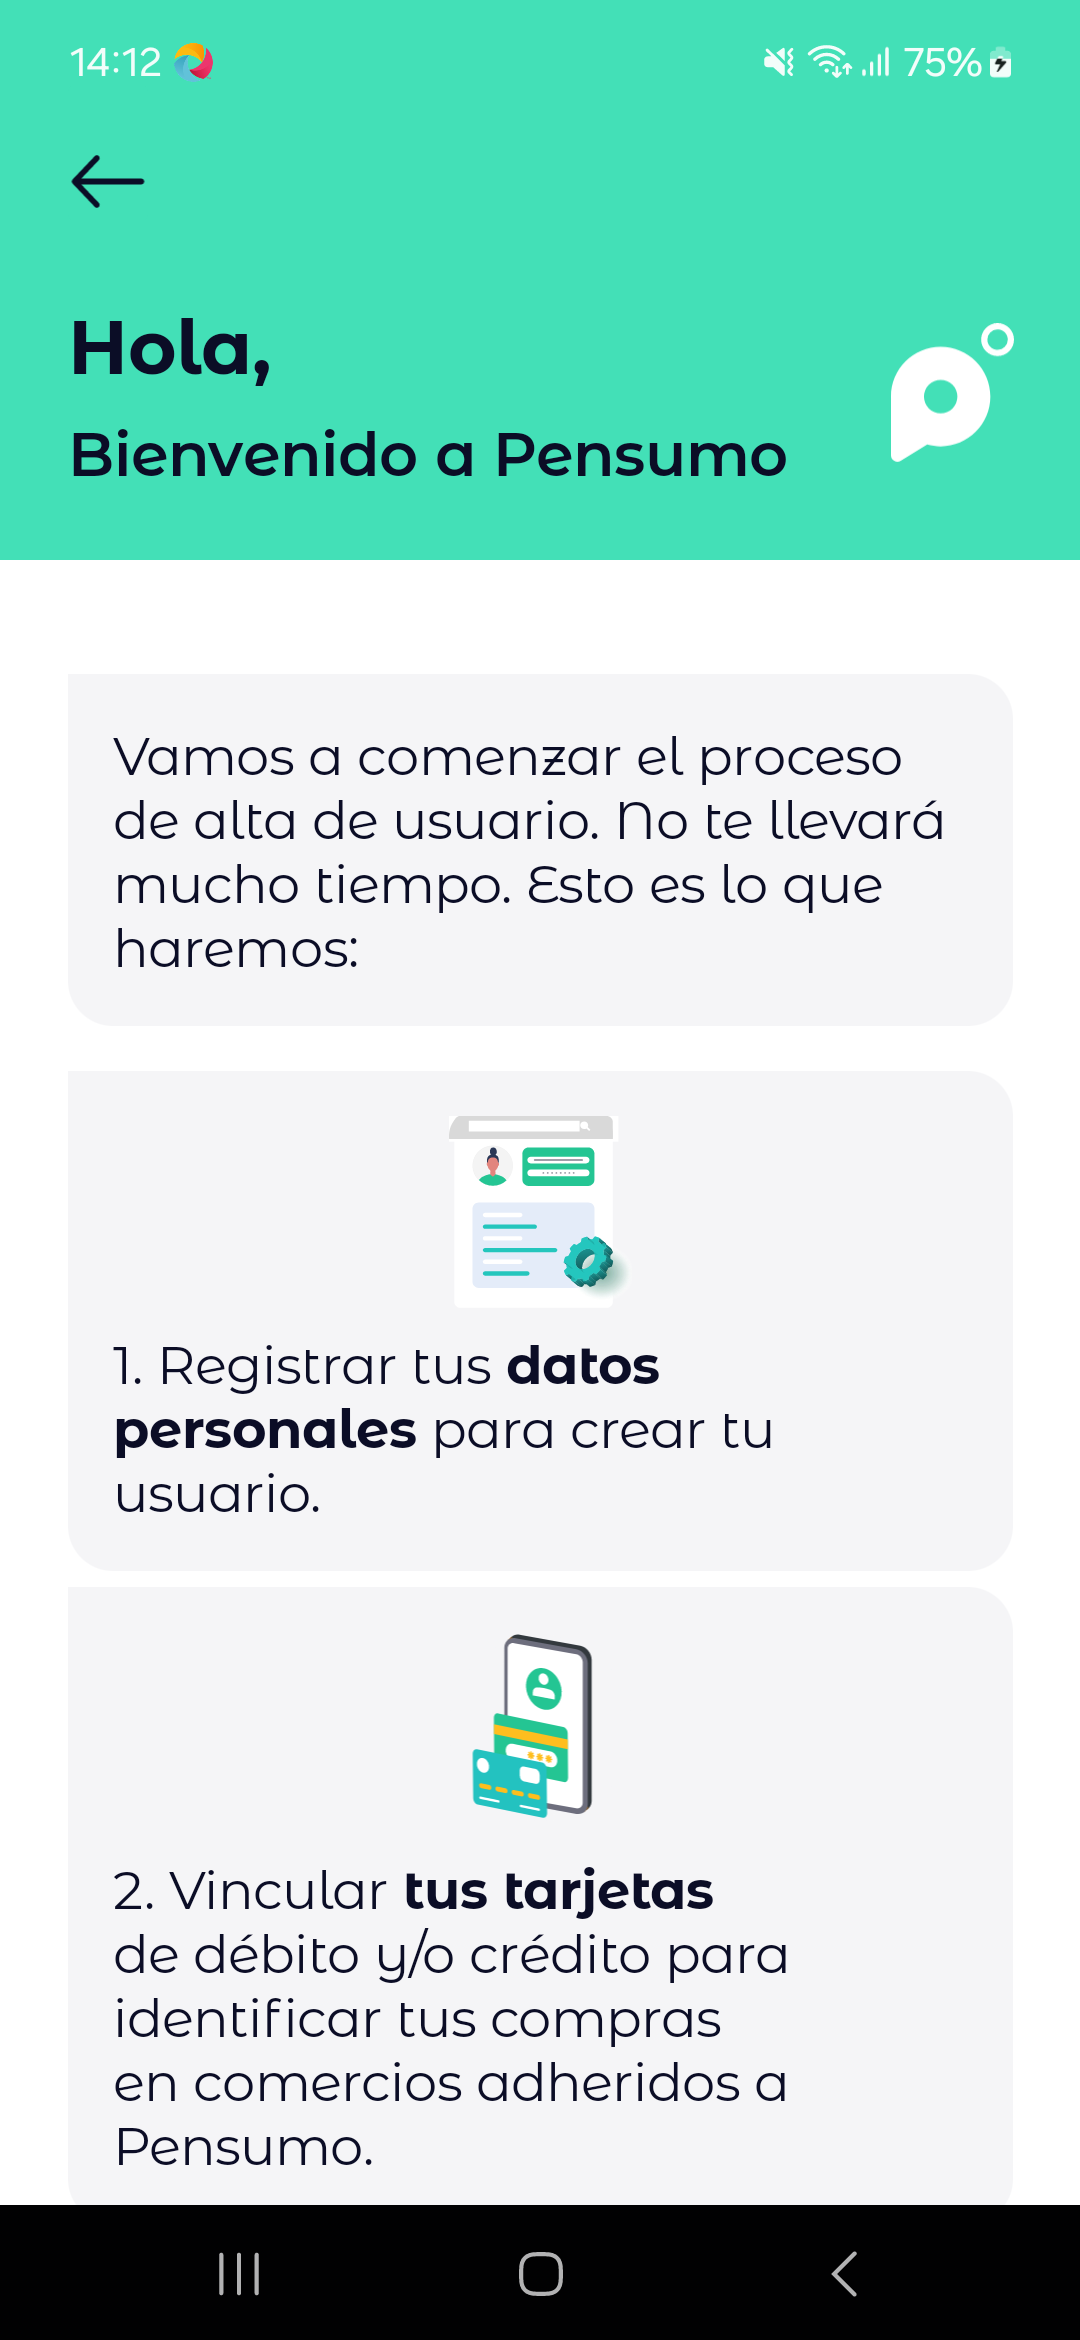 14:12
75%
Hola,
Bienvenido a Pensumo
Vamos a comenzar el proceso
de alta de usuario. No te llevará
mucho tiempo. Esto es lo que
haremos:
1. Registrar tus datos
personales para crear tu
usuario.
2. Vincular tus tarjetas
de débito y/o crédito para
identificar tus compras
en comercios adheridos a
Pensumo.